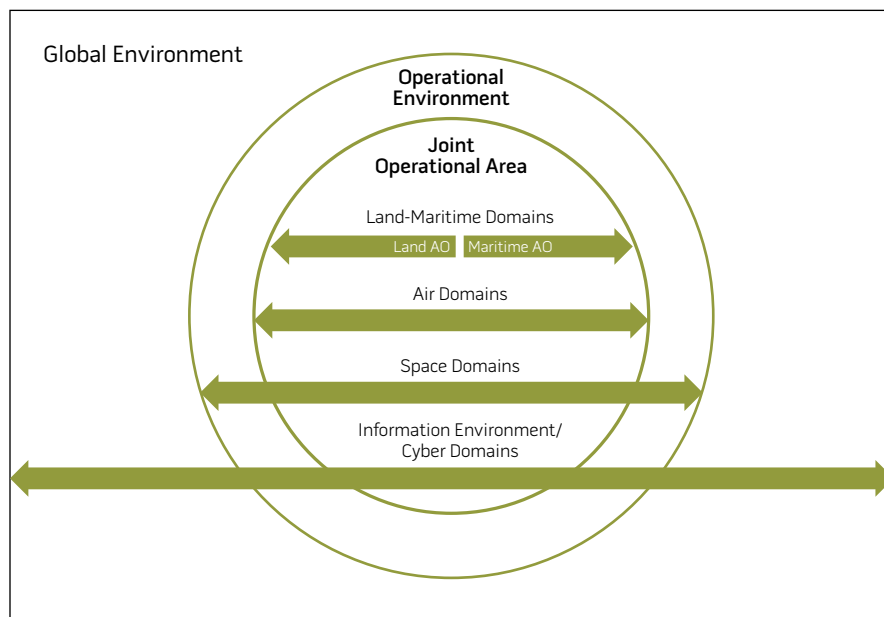 Global Environment
Operational
Environment
Joint
Operational Area
Land-Maritime Domains
Land AO
Maritime AO
Air Domains
Space Domains
Information Environment/
Cyber Domains